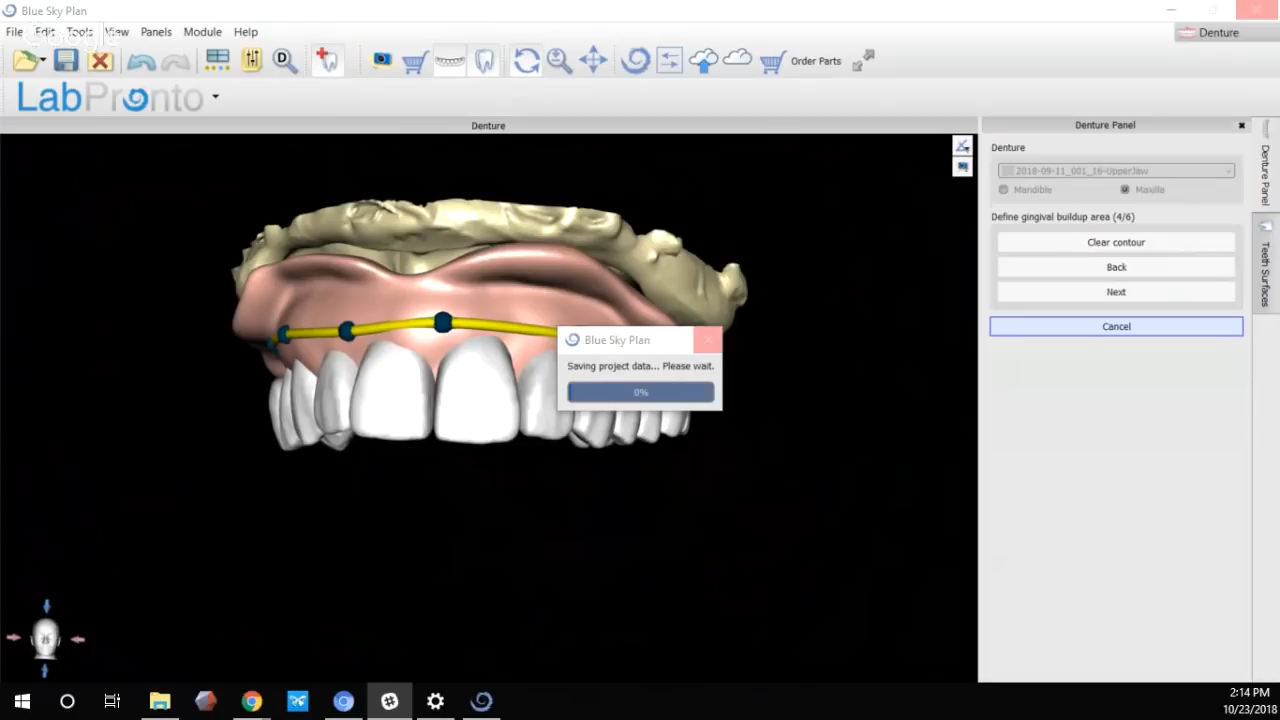 Blue Sky Plan
File Edit Tools View Panels Module Help
Google
Denture
D
Order Parts
LabPronto
Denture
Denture Panel
Denture
2018-09-11_001_16-UpperJaw
Mandible
Maxilla
Define gingival buildup area (4/6)
Clear contour
Back
Next
Cancel
Denture Panel
Teeth Surfaces
Blue Sky Plan
Saving project data... Please wait.
0%
2:14 PM
10/23/2018